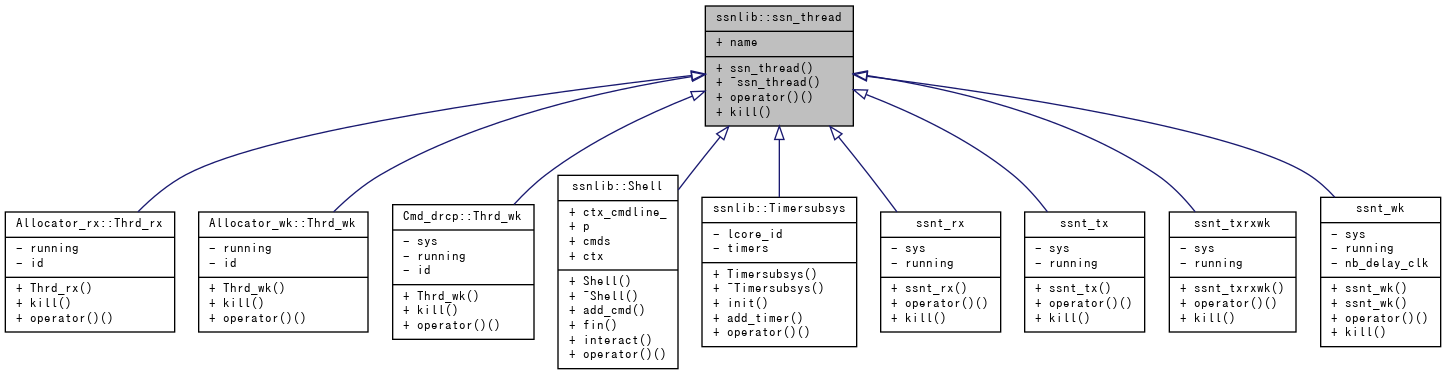 ssnlib::ssn_thread
+ name
+ ssn_thread()
+ ~ssn_thread()
+ operator()()
+ kill()
Allocator_rx::Thrd_rx
- running
- id
+ Thrd_rx()
+ kill()
+ operator()()
Allocator_wk::Thrd_wk
- running
- id
+ Thrd_wk()
+ kill()
+ operator()()
Cmd_drcp::Thrd_wk
- sys
- running
- id
+ Thrd_wk()
+ kill()
+ operator()()
ssnlib::Shell
+ ctx_cmdline_
+ p
+ cmds
+ ctx
+ Shell()
+ ~Shell()
+ add_cmd()
+ fin()
+ interact()
+ operator()()
ssnlib::Timersubsys
- lcore_id
- timers
+ Timersubsys()
+ ~Timersubsys()
+ init()
+ add_timer()
+ operator()()
ssnt_rx
- sys
- running
+ ssnt_rx()
+ operator()()
+ kill()
ssnt_tx
- sys
- running
+ ssnt_tx()
+ operator()()
+ kill()
ssnt_txrxwk
- sys
- running
+ ssnt_txrxwk()
+ operator()()
+ kill()
ssnt_wk
- sys
- running
- nb_delay_clk
+ ssnt_wk()
+ ssnt_wk()
+ operator()()
+ kill()